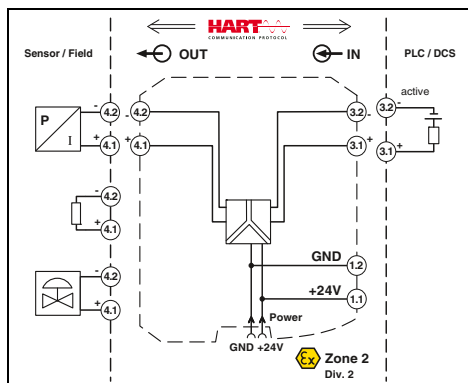 HART
COMMUNICATION PROTOCOL
Sensor / Field
OUT
IN
PLC / DCS
active
P
I
- 4.2
+ 4.1
4.2 -
4.1 +
3.2 -
3.1 +
3.2 -
3.1 +
- 4.2
+ 4.1
- 4.2
+ 4.1
GND
1.2
+24V
1.1
Power
GND +24V
Ex Zone 2
Div. 2